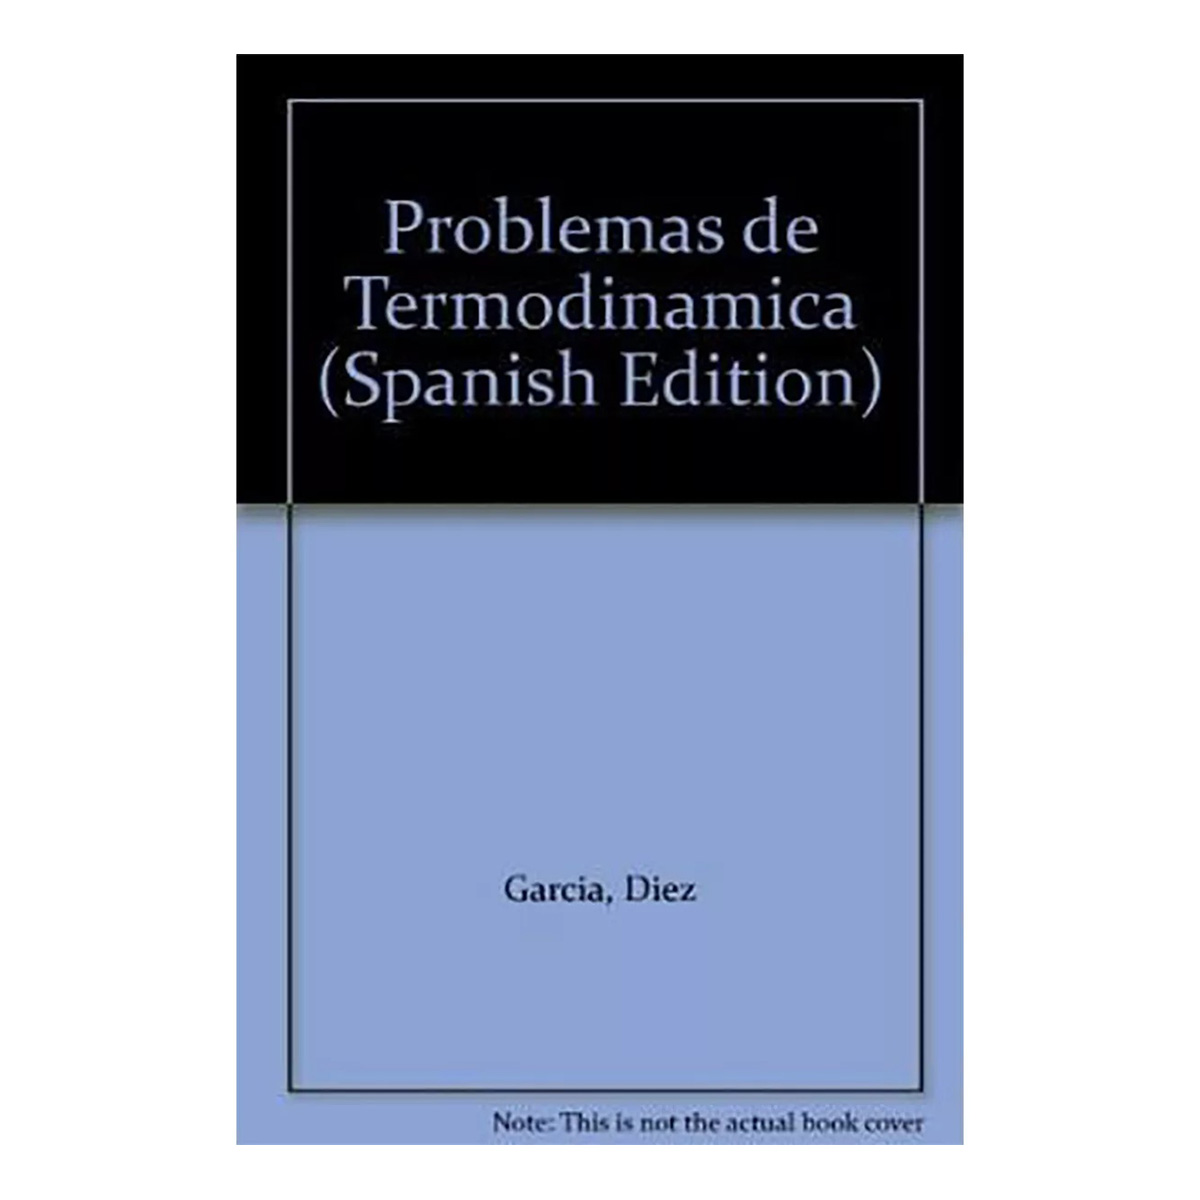 Problemas de
Termodinamica
(Spanish Edition)
Garcia, Diez
Note: This is not the actual book cover